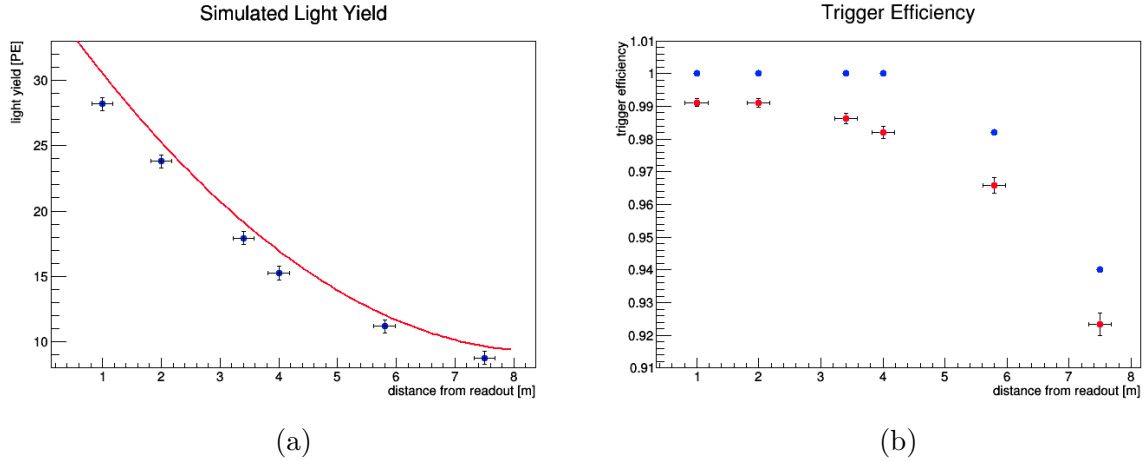 Simulated Light Yield
light yield [PE]
30
25
20
15
10
1 2 3 4 5 6 7 8
distance from readout [m]
(a)
Trigger Efficiency
trigger efficiency
1.01
1
0.99
0.98
0.97
0.96
0.95
0.94
0.93
0.92
0.91
1 2 3 4 5 6 7 8
distance from readout [m]
(b)